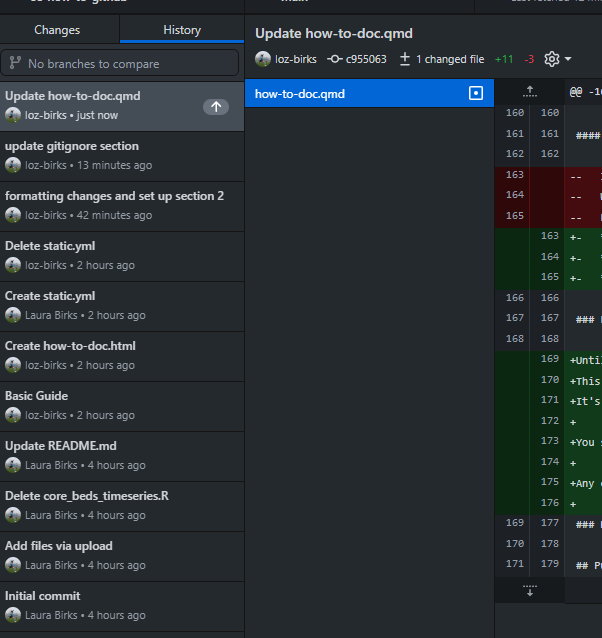 main
Changes
History
No branches to compare
Update how-to-doc.qmd
loz-birks • just now
update gitignore section
loz-birks • 13 minutes ago
formatting changes and set up section 2
loz-birks • 42 minutes ago
Delete static.yml
loz-birks • 2 hours ago
Create static.yml
Laura Birks • 2 hours ago
Create how-to-doc.html
loz-birks • 2 hours ago
Basic Guide
loz-birks • 2 hours ago
Update README.md
Laura Birks • 4 hours ago
Delete core_beds_timeseries.R
Laura Birks • 4 hours ago
Add files via upload
Laura Birks • 4 hours ago
Initial commit
Laura Birks • 4 hours ago
Update how-to-doc.qmd
loz-birks c955063 1 changed file +11 -3
how-to-doc.qmd
@@ -16
160 160
161 161 ####
162 162
163 --
164 --
165 --
163 +-
164 +-
165 +-
166 166
167 167 ###
168 168
169 +Unti
170 +This
171 +It's
172 +
173 +You
174 +
175 +Any
176 +
169 177 ###
170 178
171 179 ## P